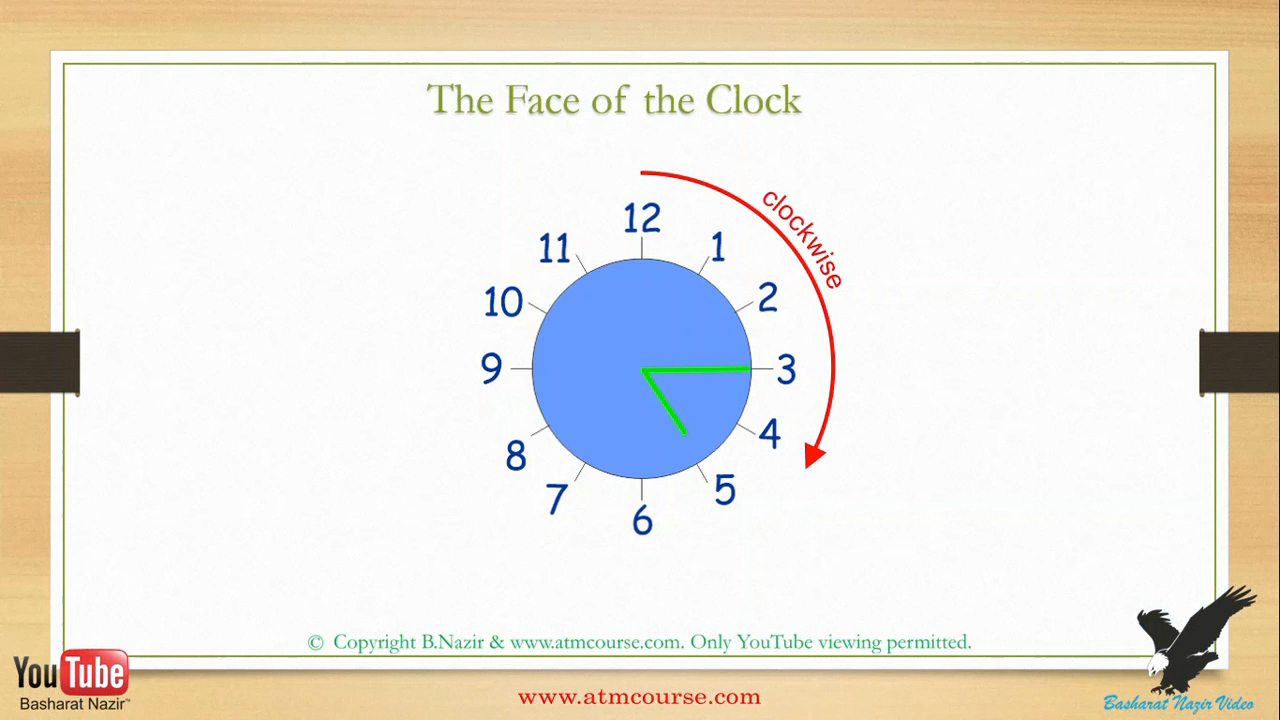 The Face of the Clock
clockwise
12
11
1
10
2
9
3
8
4
7
5
6
© Copyright B.Nazir & www.atmcourse.com. Only YouTube viewing permitted.
YouTube
Basharat Nazir™
www.atmcourse.com
Basharat Nazir Video